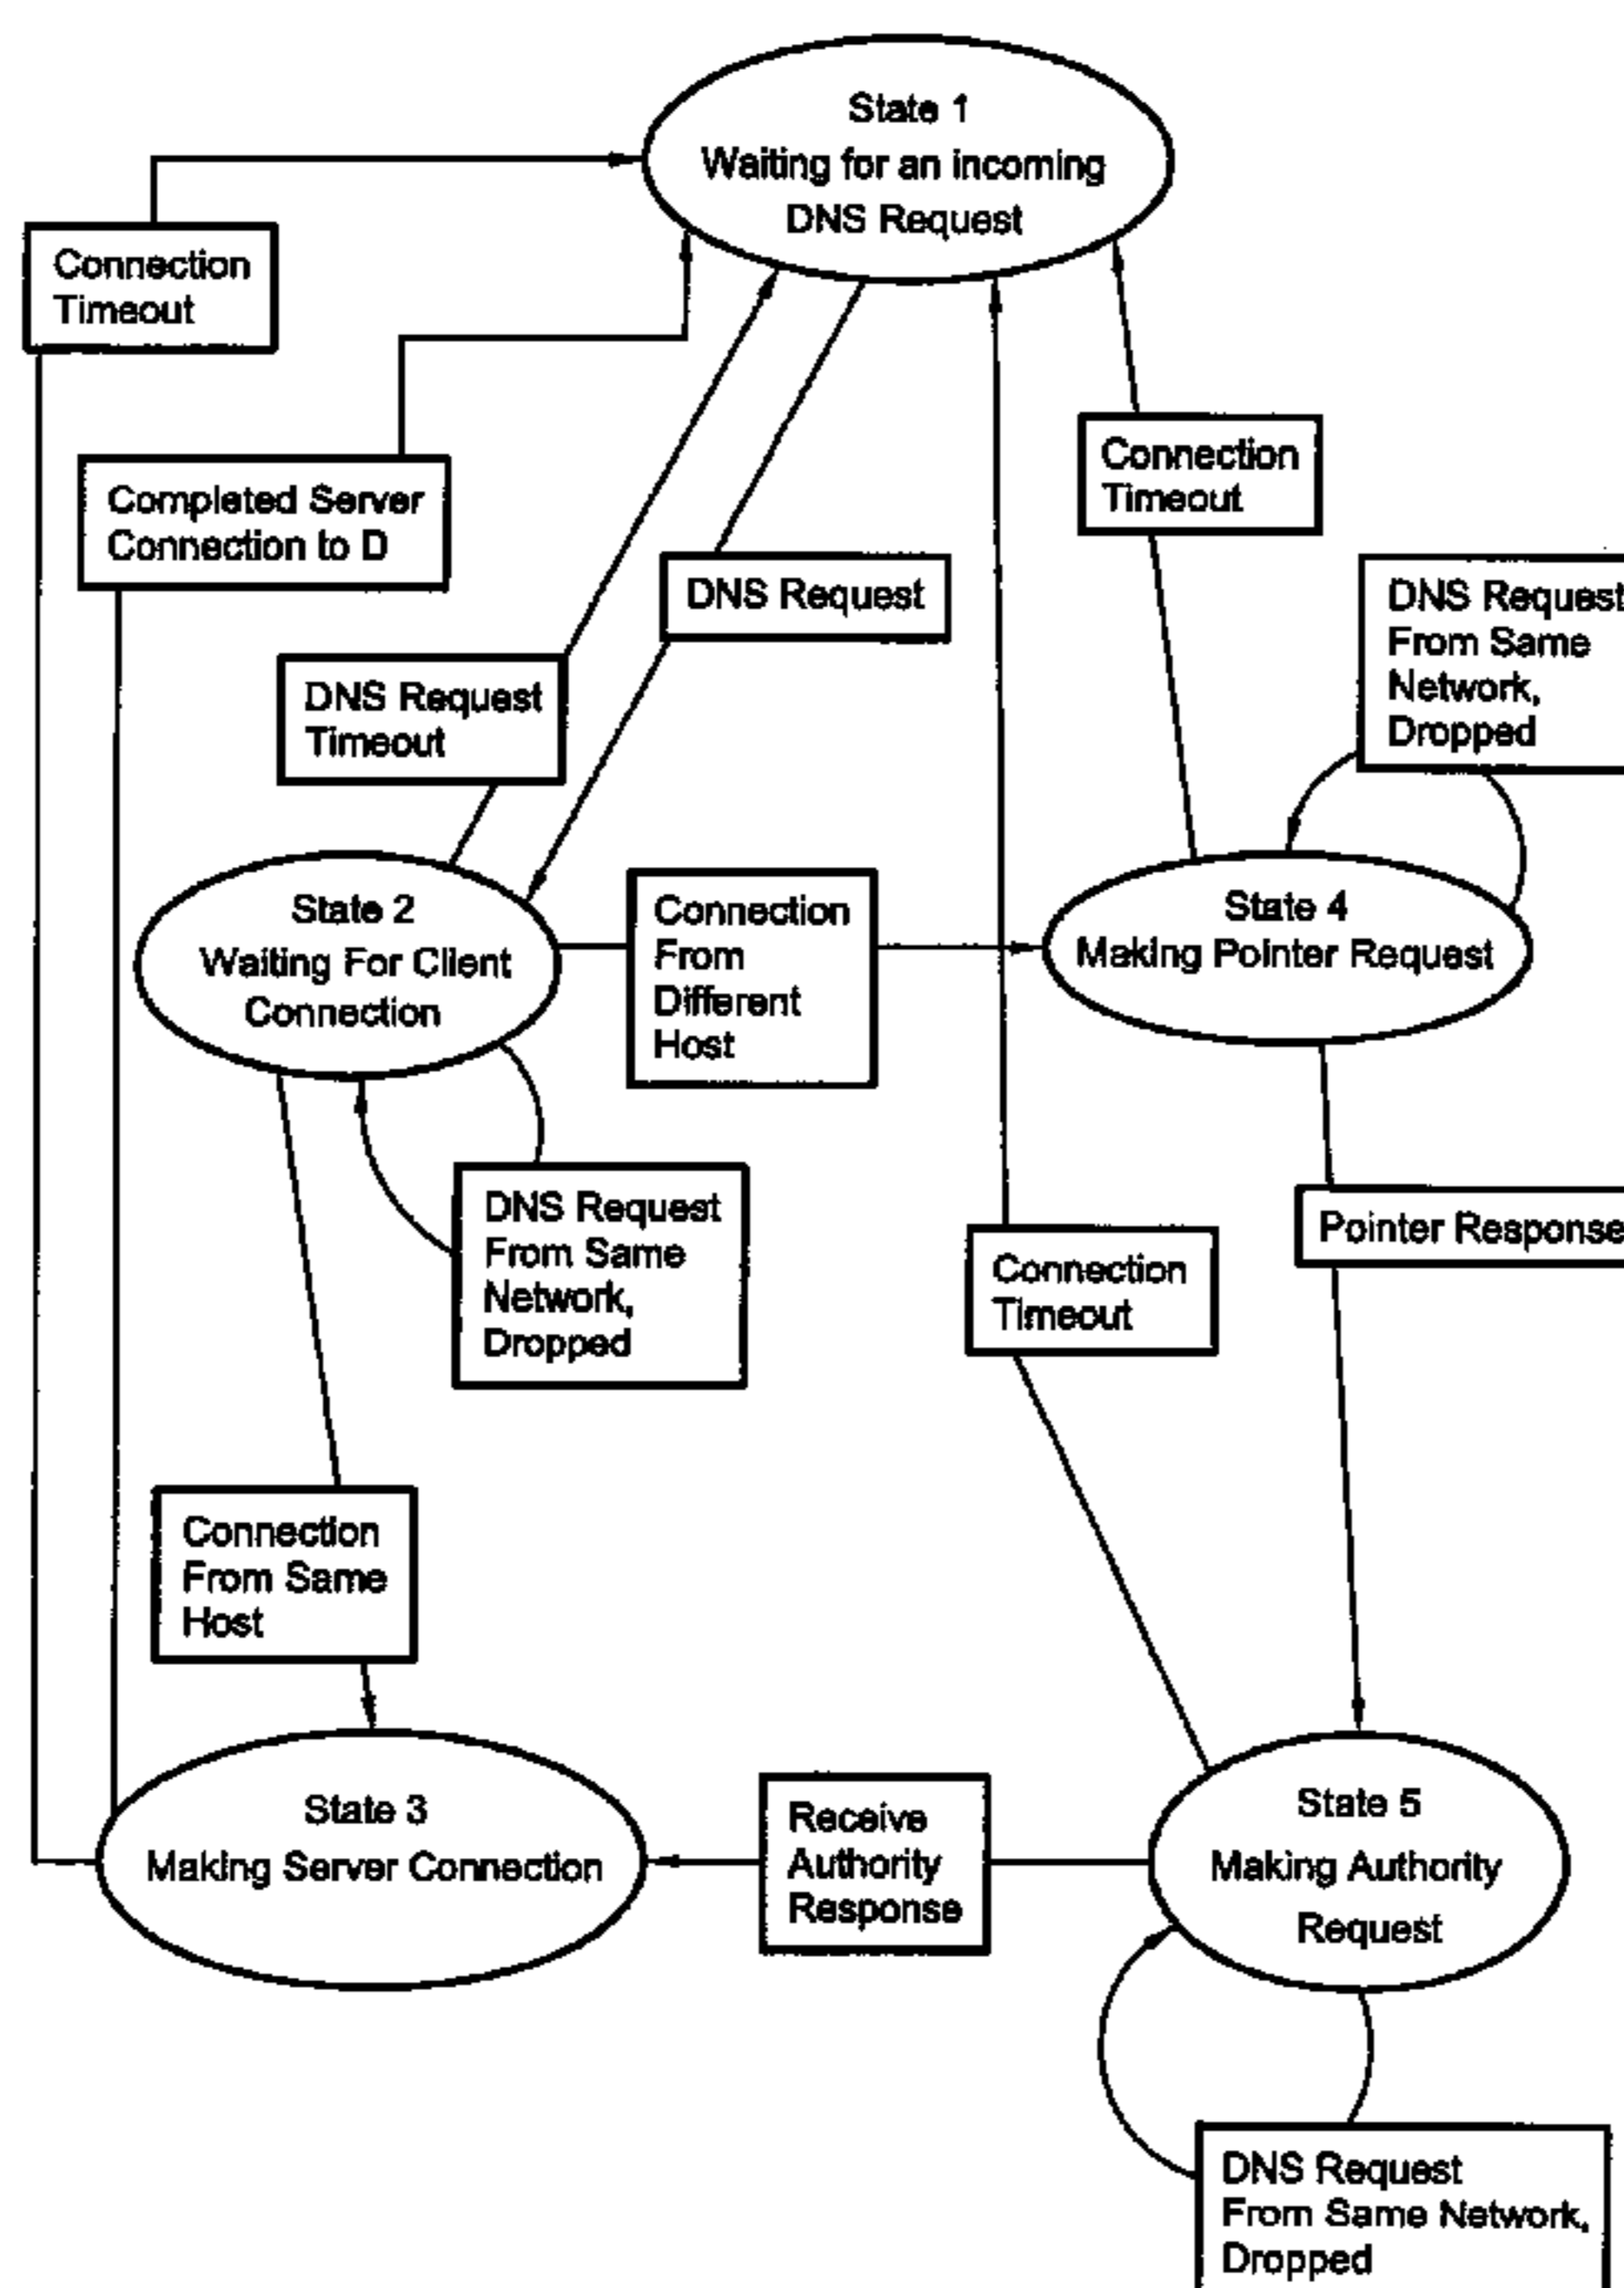 State 1
Waiting for an incoming
DNS Request
Connection
Timeout
Completed Server
Connection to D
Connection
Timeout
DNS Request
DNS Request
From Same
Network,
Dropped
DNS Request
Timeout
State 2
Waiting For Client
Connection
Connection
From
Different
Host
State 4
Making Pointer Request
DNS Request
From Same
Network,
Dropped
Pointer Response
Connection
Timeout
Connection
From Same
Host
State 3
Making Server Connection
Receive
Authority
Response
State 5
Making Authority
Request
DNS Request
From Same Network,
Dropped